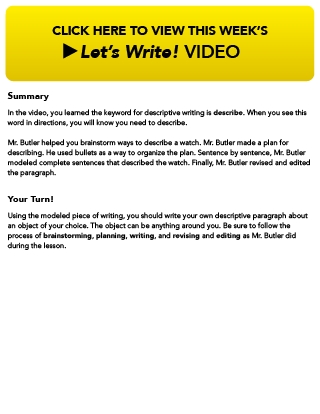 CLICK HERE TO VIEW THIS WEEK'S
▶Let's Write! VIDEO
Summary
In the video, you learned the keyword for descriptive writing is describe. When you see this
word in directions, you will know you need to describe.
Mr. Butler helped you brainstorm ways to describe a watch. Mr. Butler made a plan for
describing. He used bullets as a way to organize the plan. Sentence by sentence, Mr. Butler
modeled complete sentences that described the watch. Finally, Mr. Butler revised and edited
the paragraph.
Your Turn!
Using the modeled piece of writing, you should write your own descriptive paragraph about
an object of your choice. The object can be anything around you. Be sure to follow the
process of brainstorming, planning, writing, and revising and editing as Mr. Butler did
during the lesson.